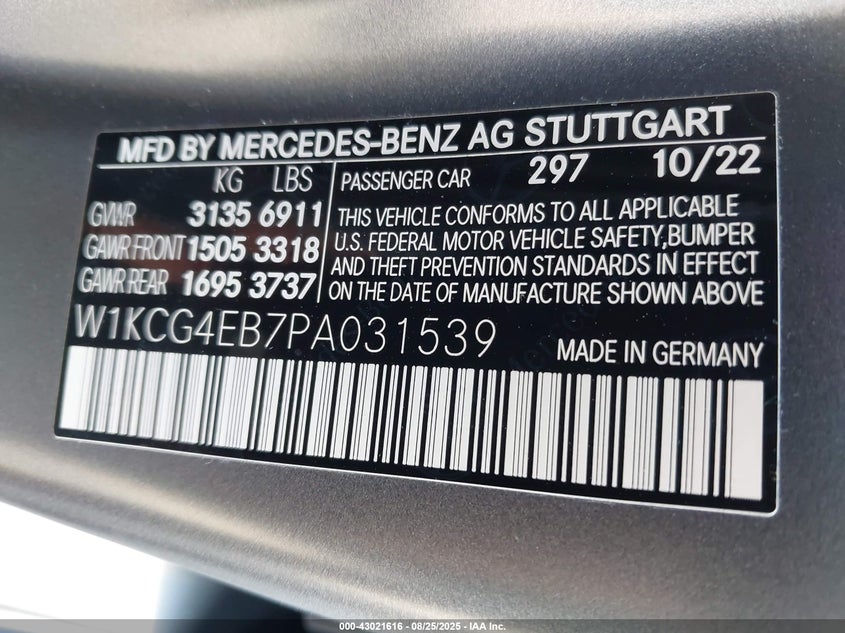 MFD BY MERCEDES-BENZ AG STUTTGART
KG LBS
GVWR 3135 6911
GAWR FRONT 1505 3318
GAWR REAR 1695 3737
PASSENGER CAR 297 10/22
THIS VEHICLE CONFORMS TO ALL APPLICABLE
U.S. FEDERAL MOTOR VEHICLE SAFETY,BUMPER
AND THEFT PREVENTION STANDARDS IN EFFECT
ON THE DATE OF MANUFACTURE SHOWN ABOVE
W1KCG4EB7PA031539
MADE IN GERMANY
000-43021616 - 08/25/2025 - IAA Inc.